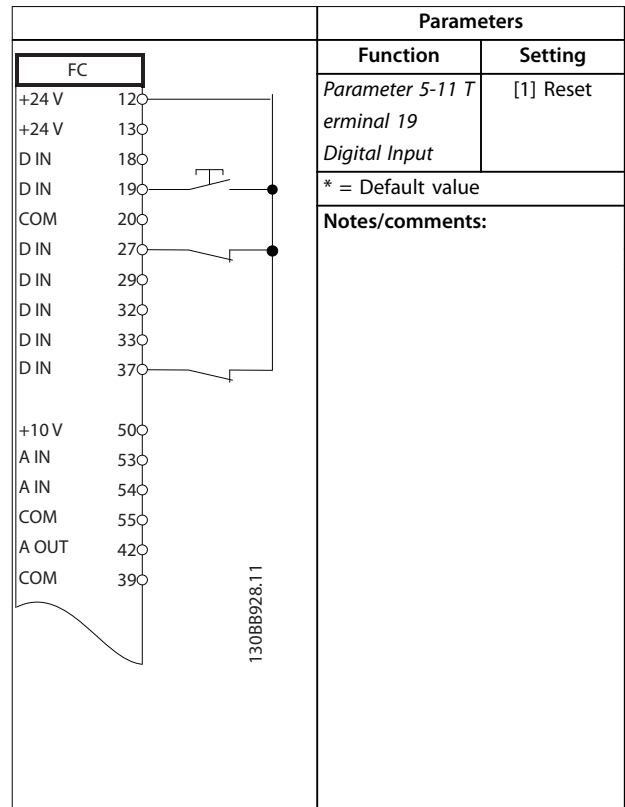 FC
+24 V 12
+24 V 13
D IN 18
D IN 19
COM 20
D IN 27
D IN 29
D IN 32
D IN 33
D IN 37
+10 V 50
A IN 53
A IN 54
COM 55
A OUT 42
COM 39
130BB928.11
Parameters
Function Setting
Parameter 5-11 T [1] Reset
erminal 19
Digital Input
* = Default value
Notes/comments: